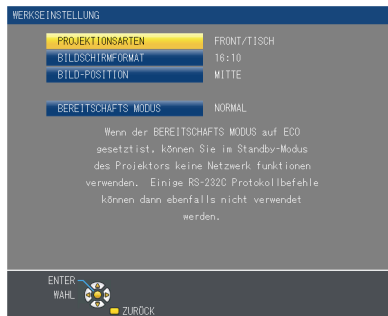 WERKSEINSTELLUNG
PROJEKTIONSARTEN FRONT/TISCH
BILDSCHIRMFORMAT 16:10
BILD-POSITION MITTE
BEREITSCHAFTS MODUS NORMAL
Wenn der BEREITSCHAFTS MODUS auf ECO
gesetztist, können Sie im Standby-Modus
des Projektors keine Netzwerk funktionen
verwenden. Einige RS-232C Protokollbefehle
können dann ebenfalls nicht verwendet
werden.
ENTER
WAHL
ZURÜCK